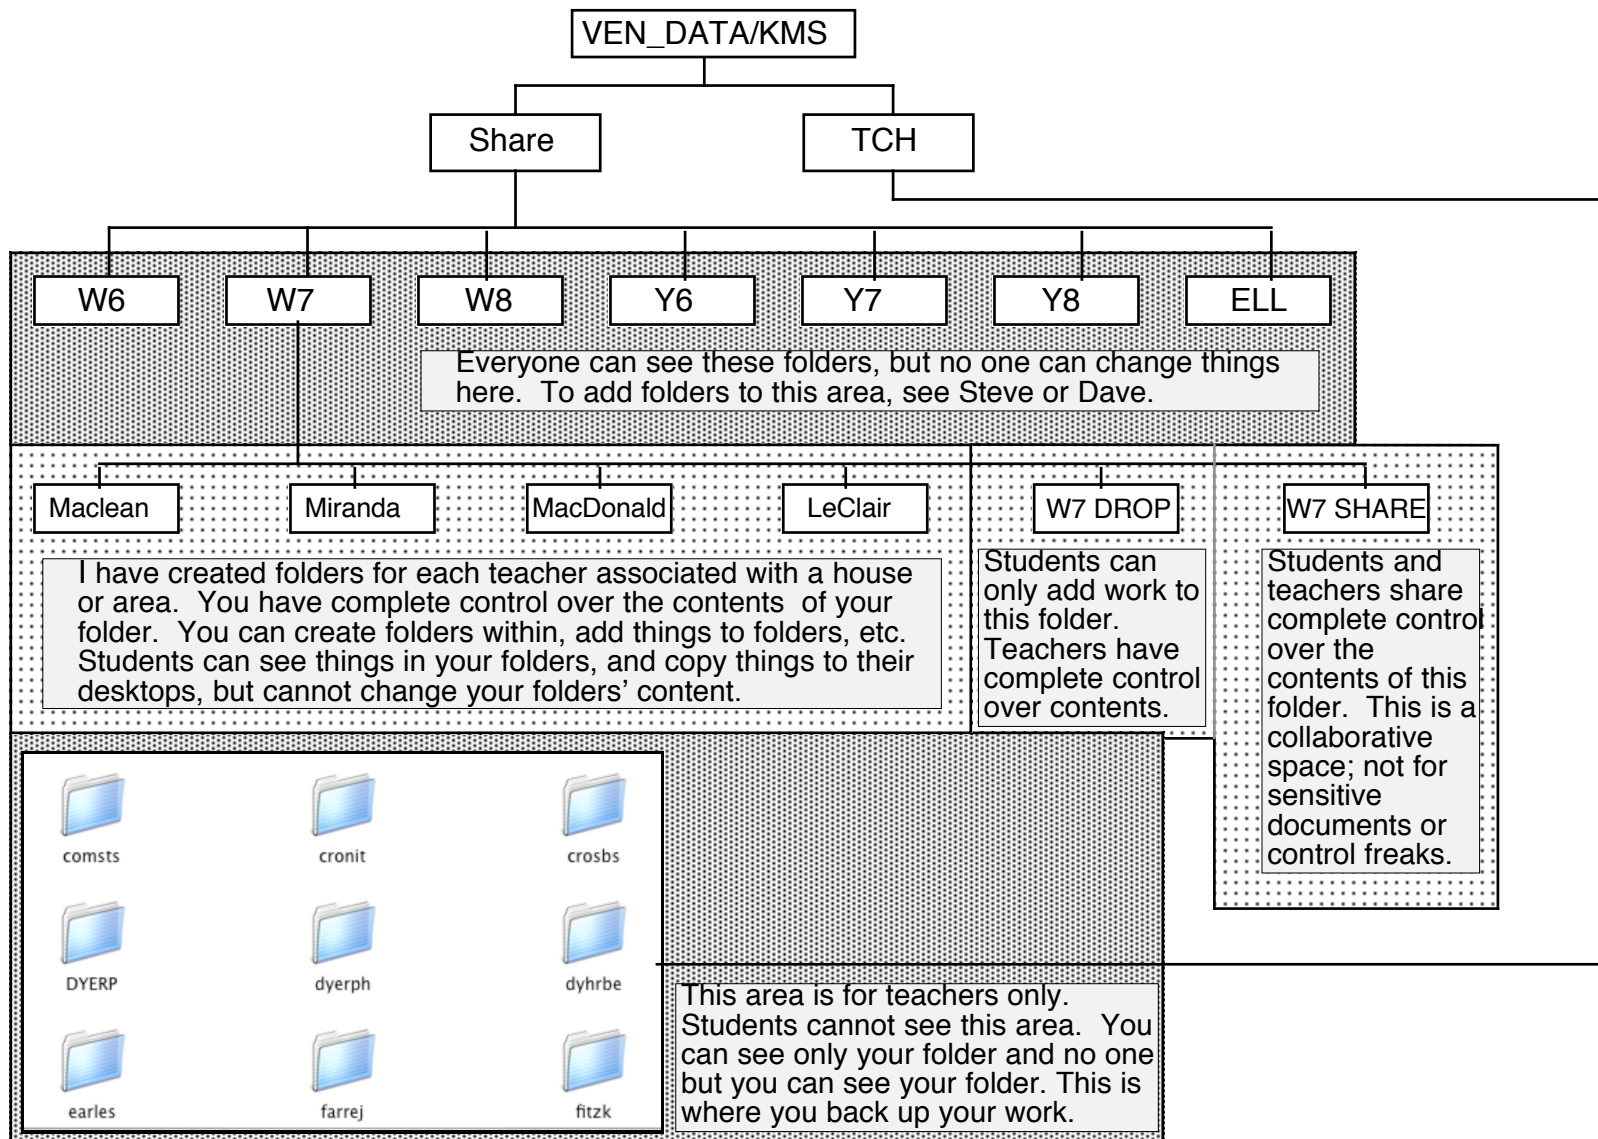 VEN_DATA/KMS
Share
TCH
W6
W7
W8
Y6
Y7
Y8
ELL
Everyone can see these folders, but no one can change things
here.  To add folders to this area, see Steve or Dave.
Maclean
Miranda
MacDonald
LeClair
W7 DROP
W7 SHARE
I have created folders for each teacher associated with a house
or area.  You have complete control over the contents  of your
folder.  You can create folders within, add things to folders, etc.
Students can see things in your folders, and copy things to their
desktops, but cannot change your folders’ content.
Students can
only add work to
this folder.
Teachers have
complete control
over contents.
Students and
teachers share
complete control
over the
contents of this
folder.  This is a
collaborative
space; not for
sensitive
documents or
control freaks.
comsts
cronit
crosbs
DYERP
dyerph
dyhrbe
earles
farrej
fitzk
This area is for teachers only.
Students cannot see this area.  You
can see only your folder and no one
but you can see your folder. This is
where you back up your work.